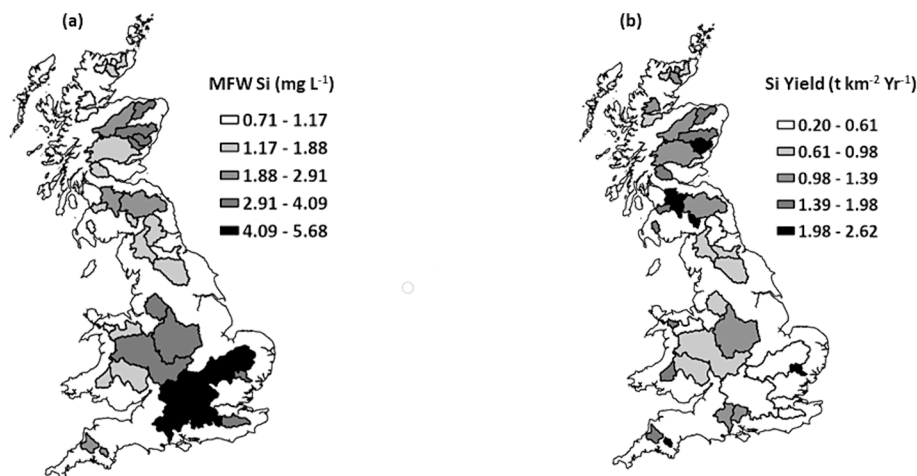 (a)
MFW Si (mg L⁻¹)
0.71 - 1.17
1.17 - 1.88
1.88 - 2.91
2.91 - 4.09
4.09 - 5.68
(b)
Si Yield (t km⁻² Yr⁻¹)
0.20 - 0.61
0.61 - 0.98
0.98 - 1.39
1.39 - 1.98
1.98 - 2.62